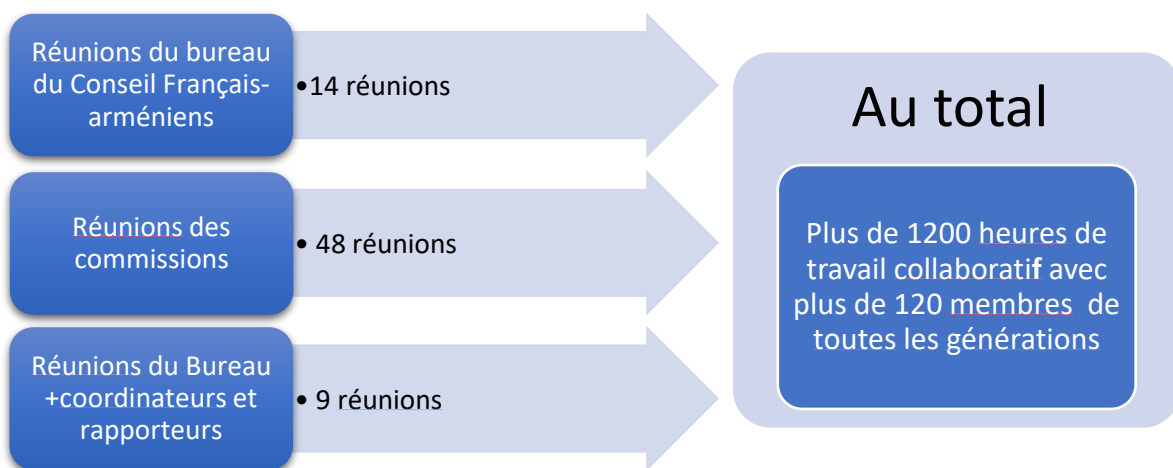 Réunions du bureau
du Conseil Français-
arméniens
•14 réunions
Réunions des
commissions
• 48 réunions
Réunions du Bureau
+coordinateurs et
rapporteurs
• 9 réunions
Au total
Plus de 1200 heures de
travail collaboratif avec
plus de 120 membres de
toutes les générations